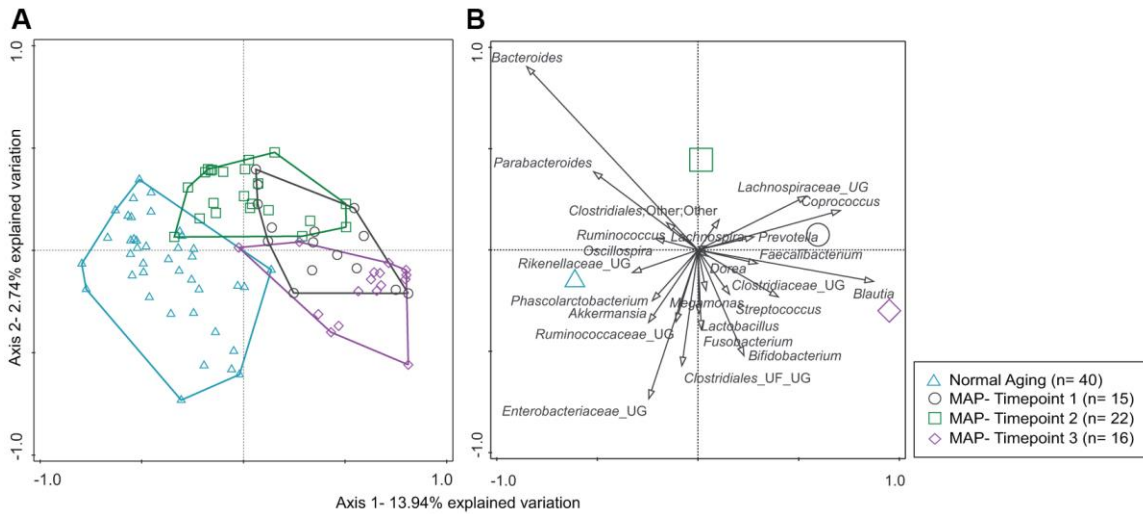 A
B
1.0
1.0
Bacteroides
Parabacteroides
Lachnospiraceae_UG
Coprococcus
Clostridiales;Other;Other
Ruminococcus
Lachnospira
Prevotella
Oscillospira
Faecalibacterium
Rikenellaceae_UG
Dorea
Clostridiaceae_UG
Blautia
Phascolarctobacterium
Megamonas
Streptococcus
Akkermansia
Ruminococcaceae_UG
Lactobacillus
Fusobacterium
Bifidobacterium
Clostridiales_UF_UG
Enterobacteriaceae_UG
Axis 2- 2.74% explained variation
-1.0
-1.0
-1.0
1.0
-1.0
1.0
Axis 1- 13.94% explained variation
Normal Aging (n= 40)
MAP- Timepoint 1 (n= 15)
MAP- Timepoint 2 (n= 22)
MAP- Timepoint 3 (n= 16)